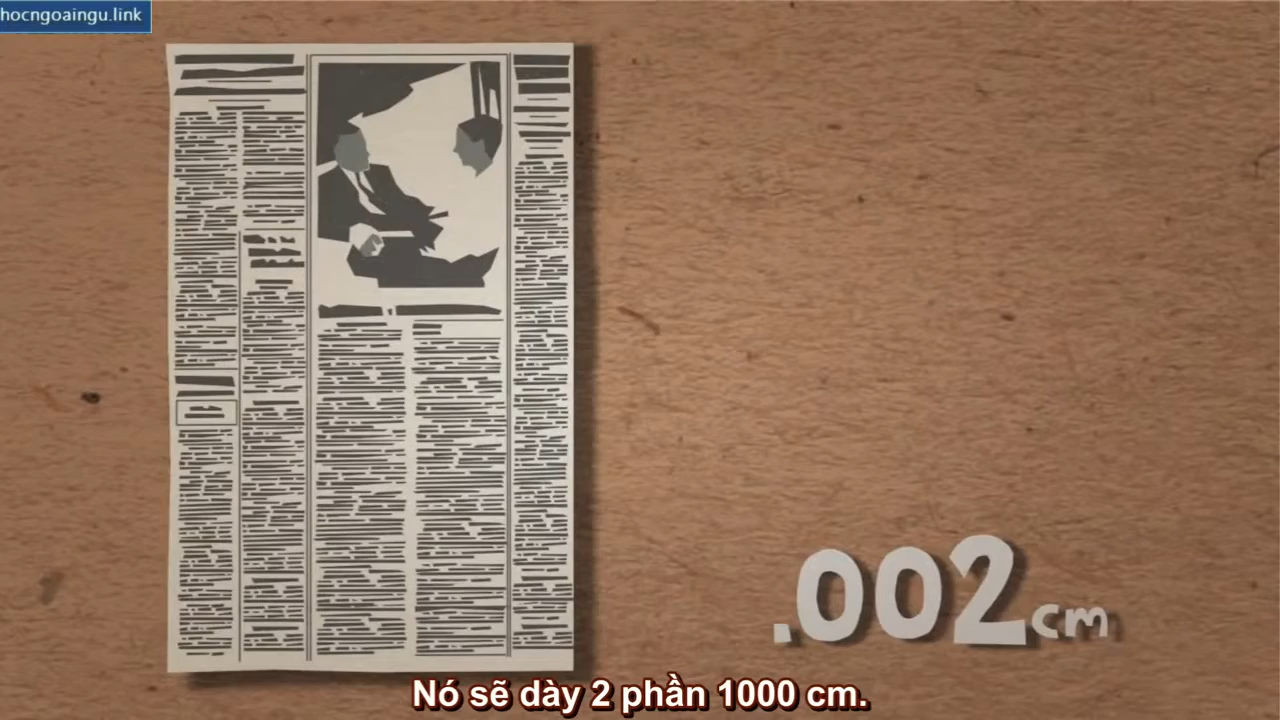 hocngoaingu.link
.002cm
Nó sẽ dày 2 phần 1000 cm.